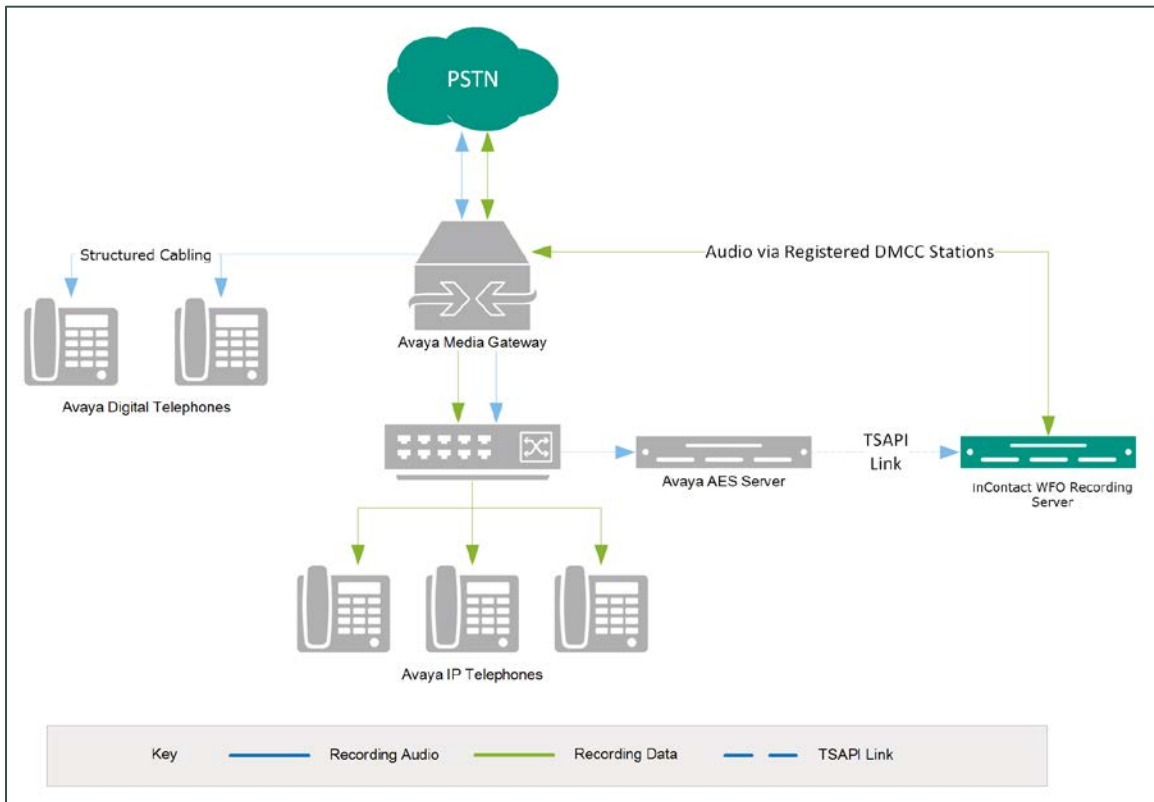 PSTN
Structured Cabling
Audio via Registered DMCC Stations
Avaya Media Gateway
Avaya Digital Telephones
TSAPI
Link
Avaya AES Server
InContact WFO Recording
Server
Avaya IP Telephones
Key
Recording Audio
Recording Data
TSAPI Link